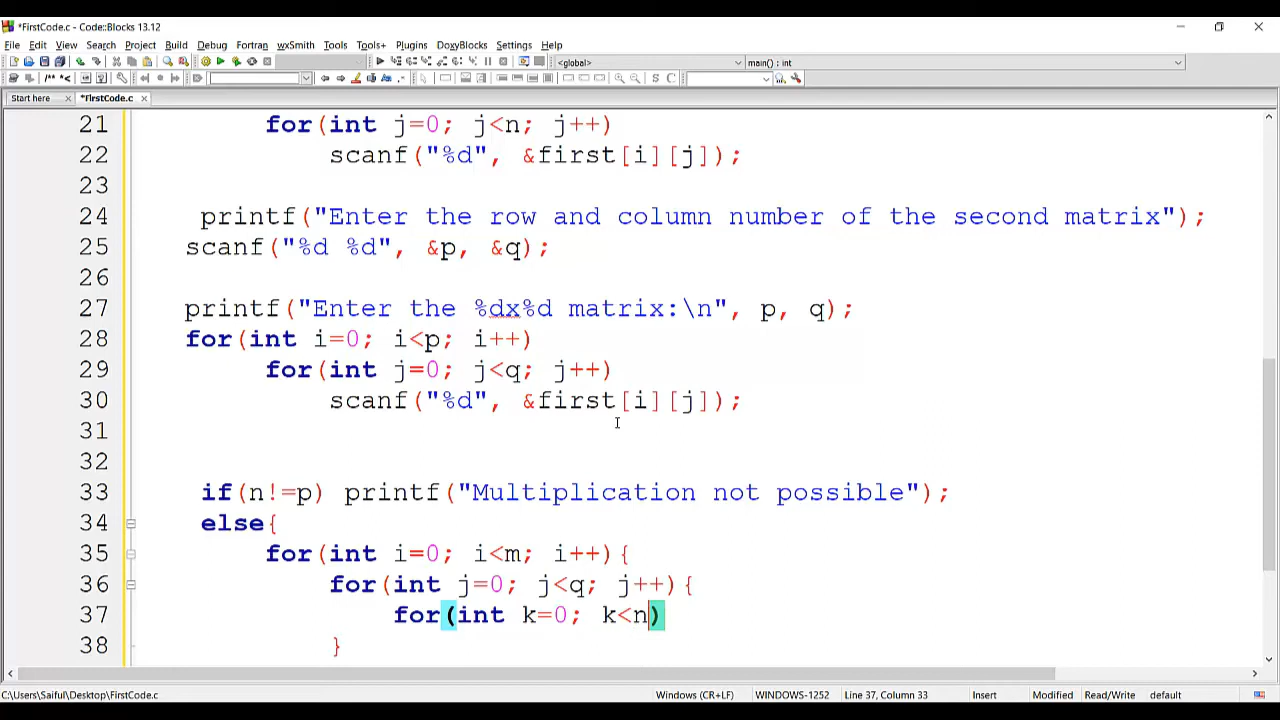 *FirstCode.c - Code::Blocks 13.12
File Edit View Search Project Build Debug Fortran wxSmith Tools Tools+ Plugins DoxyBlocks Settings Help
<global> main() : int
Start here *FirstCode.c
21 for(int j=0; j<n; j++)
22 scanf("%d", &first[i][j]);
23
24 printf("Enter the row and column number of the second matrix");
25 scanf("%d %d", &p, &q);
26
27 printf("Enter the %dx%d matrix:\n", p, q);
28 for(int i=0; i<p; i++)
29 for(int j=0; j<q; j++)
30 scanf("%d", &first[i][j]);
31
32
33 if(n!=p) printf("Multiplication not possible");
34 else{
35 for(int i=0; i<m; i++){
36 for(int j=0; j<q; j++){
37 for(int k=0; k<n)
38 }
C:\Users\Saiful\Desktop\FirstCode.c Windows (CR+LF) WINDOWS-1252 Line 37, Column 33 Insert Modified Read/Write default